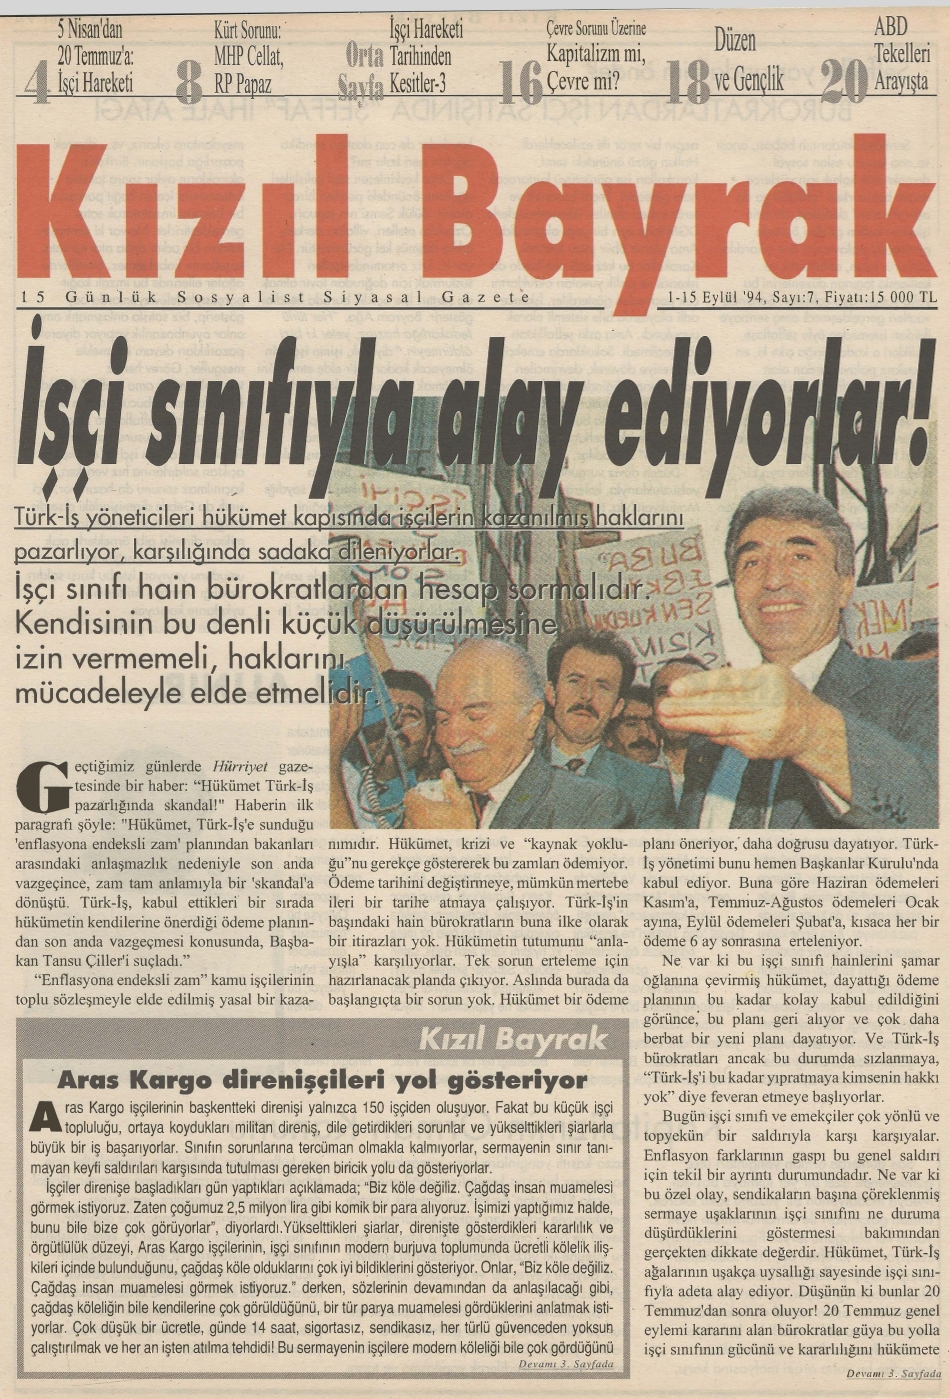 4
5 Nisan'dan
20 Temmuz'a:
İşçi Hareketi
8
Kürt Sorunu:
MHP Cellat,
RP Papaz
Orta
Sayfa
İşçi Hareketi
Tarihinden
Kesitler-3
16
Çevre Sorunu Üzerine
Kapitalizm mi,
Çevre mi?
18
Düzen
ve Gençlik
20
ABD
Tekelleri
Arayışta
Kızıl Bayrak
15 Günlük Sosyalist Siyasal Gazete
1-15 Eylül '94, Sayı:7, Fiyatı:15 000 TL
İşçi sınıfıyla alay ediyorlar!
Türk-İş yöneticileri hükümet kapısında işçilerin kazanılmış haklarını
pazarlıyor, karşılığında sadaka dileniyorlar.
İşçi sınıfı hain bürokratlardan hesap sormalıdır.
Kendisinin bu denli küçük düşürülmesine
izin vermemeli, haklarını
mücadeleyle elde etmelidir.
Geçtiğimiz günlerde Hürriyet gaze-
tesinde bir haber: “Hükümet Türk-İş
pazarlığında skandal!" Haberin ilk
paragrafı şöyle: "Hükümet, Türk-İş'e sunduğu
'enflasyona endeksli zam' planından bakanları
arasındaki anlaşmazlık nedeniyle son anda
vazgeçince, zam tam anlamıyla bir 'skandal'a
dönüştü. Türk-İş, kabul ettikleri bir sırada
hükümetin kendilerine önerdiği ödeme planın-
dan son anda vazgeçmesi konusunda, Başba-
kan Tansu Çiller'i suçladı.”
“Enflasyona endeksli zam” kamu işçilerinin
toplu sözleşmeyle elde edilmiş yasal bir kaza-
nımıdır. Hükümet, krizi ve “kaynak yoklu-
ğu”nu gerekçe göstererek bu zamları ödemiyor.
Ödeme tarihini değiştirmeye, mümkün mertebe
ileri bir tarihe atmaya çalışıyor. Türk-İş'in
başındaki hain bürokratların buna ilke olarak
bir itirazları yok. Hükümetin tutumunu “anla-
yışla” karşılıyorlar. Tek sorun erteleme için
hazırlanacak planda çıkıyor. Aslında burada da
başlangıçta bir sorun yok. Hükümet bir ödeme
planı öneriyor, daha doğrusu dayatıyor. Türk-
İş yönetimi bunu hemen Başkanlar Kurulu'nda
kabul ediyor. Buna göre Haziran ödemeleri
Kasım'a, Temmuz-Ağustos ödemeleri Ocak
ayına, Eylül ödemeleri Şubat'a, kısaca her bir
ödeme 6 ay sonrasına erteleniyor.
Ne var ki bu işçi sınıfı hainlerini şamar
oğlanına çevirmiş hükümet, dayattığı ödeme
planının bu kadar kolay kabul edildiğini
görünce, bu planı geri alıyor ve çok daha
berbat bir yeni planı dayatıyor. Ve Türk-İş
bürokratları ancak bu durumda sızlanmaya,
“Türk-İş'i bu kadar yıpratmaya kimsenin hakkı
yok” diye feveran etmeye başlıyorlar.
Bugün işçi sınıfı ve emekçiler çok yönlü ve
topyekün bir saldırıyla karşı karşıyalar.
Enflasyon farklarının gaspı bu genel saldırı
için tekil bir ayrıntı durumundadır. Ne var ki
bu özel olay, sendikaların başına çöreklenmiş
sermaye uşaklarının işçi sınıfını ne duruma
düşürdüklerini göstermesi bakımından
gerçekten dikkate değerdir. Hükümet, Türk-İş
ağalarının uşakça uysallığı sayesinde işçi sını-
fıyla adeta alay ediyor. Düşünün ki bunlar 20
Temmuz'dan sonra oluyor! 20 Temmuz genel
eylemi kararını alan bürokratlar güya bu yolla
işçi sınıfının gücünü ve kararlılığını hükümete
Devamı 3. Sayfada
Kızıl Bayrak
Aras Kargo direnişçileri yol gösteriyor
Aras Kargo işçilerinin başkentteki direnişi yalnızca 150 işçiden oluşuyor. Fakat bu küçük işçi
topluluğu, ortaya koydukları militan direniş, dile getirdikleri sorunlar ve yükselttikleri şiarlarla
büyük bir iş başarıyorlar. Sınıfın sorunlarına tercüman olmakla kalmıyorlar, sermayenin sınır tanı-
mayan keyfi saldırıları karşısında tutulması gereken biricik yolu da gösteriyorlar.
İşçiler direnişe başladıkları gün yaptıkları açıklamada; “Biz köle değiliz. Çağdaş insan muamelesi
görmek istiyoruz. Zaten çoğumuz 2,5 milyon lira gibi komik bir para alıyoruz. İşimizi yaptığımız halde,
bunu bile bize çok görüyorlar”, diyorlardı.Yükselttikleri şiarlar, direnişte gösterdikleri kararlılık ve
örgütlülük düzeyi, Aras Kargo işçilerinin, işçi sınıfının modern burjuva toplumunda ücretli kölelik iliş-
kileri içinde bulunduğunu, çağdaş köle olduklarını çok iyi bildiklerini gösteriyor. Onlar, “Biz köle değiliz.
Çağdaş insan muamelesi görmek istiyoruz.” derken, sözlerinin devamından da anlaşılacağı gibi,
çağdaş köleliğin bile kendilerine çok görüldüğünü, bir tür parya muamelesi gördüklerini anlatmak isti-
yorlar. Çok düşük bir ücretle, günde 14 saat, sigortasız, sendikasız, her türlü güvenceden yoksun
çalıştırılmak ve her an işten atılma tehdidi! Bu sermayenin işçilere modern köleliği bile çok gördüğünü
Devamı 3. Sayfada